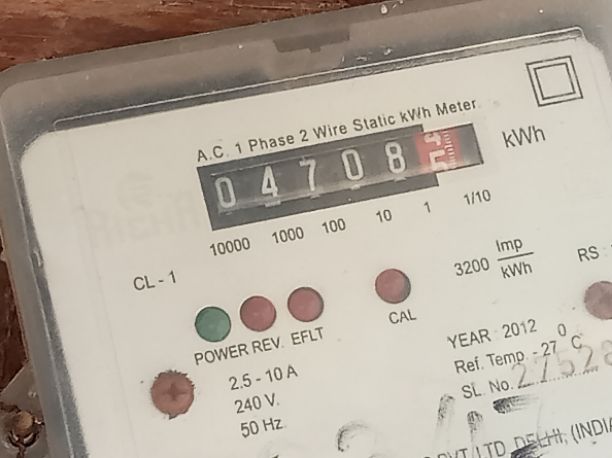 A.C. 1 Phase 2 Wire Static kWh Meter
0 4 7 0 8 kWh
10000 1000 100 10 1 1/10
CL - 1
3200 Imp/kWh
RS
POWER REV. EFLT CAL
2.5 - 10 A
240 V.
50 Hz
YEAR : 2012
Ref. Temp. - 27 °C
SL. No. 27528
PVT. LTD. DELHI, (INDIA